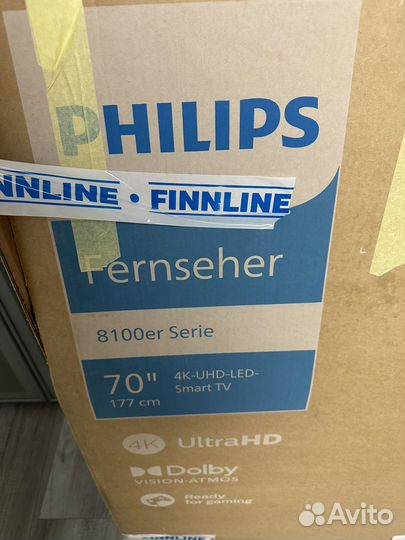 PHILIPS
NNLINE • FINNLINE
Fernseher
8100er Serie
70"
177 cm
4K-UHD-LED-
Smart TV
4K UltraHD
Dolby
VISION·ATMOS
Ready
for gaming
FINNLINE
Avito